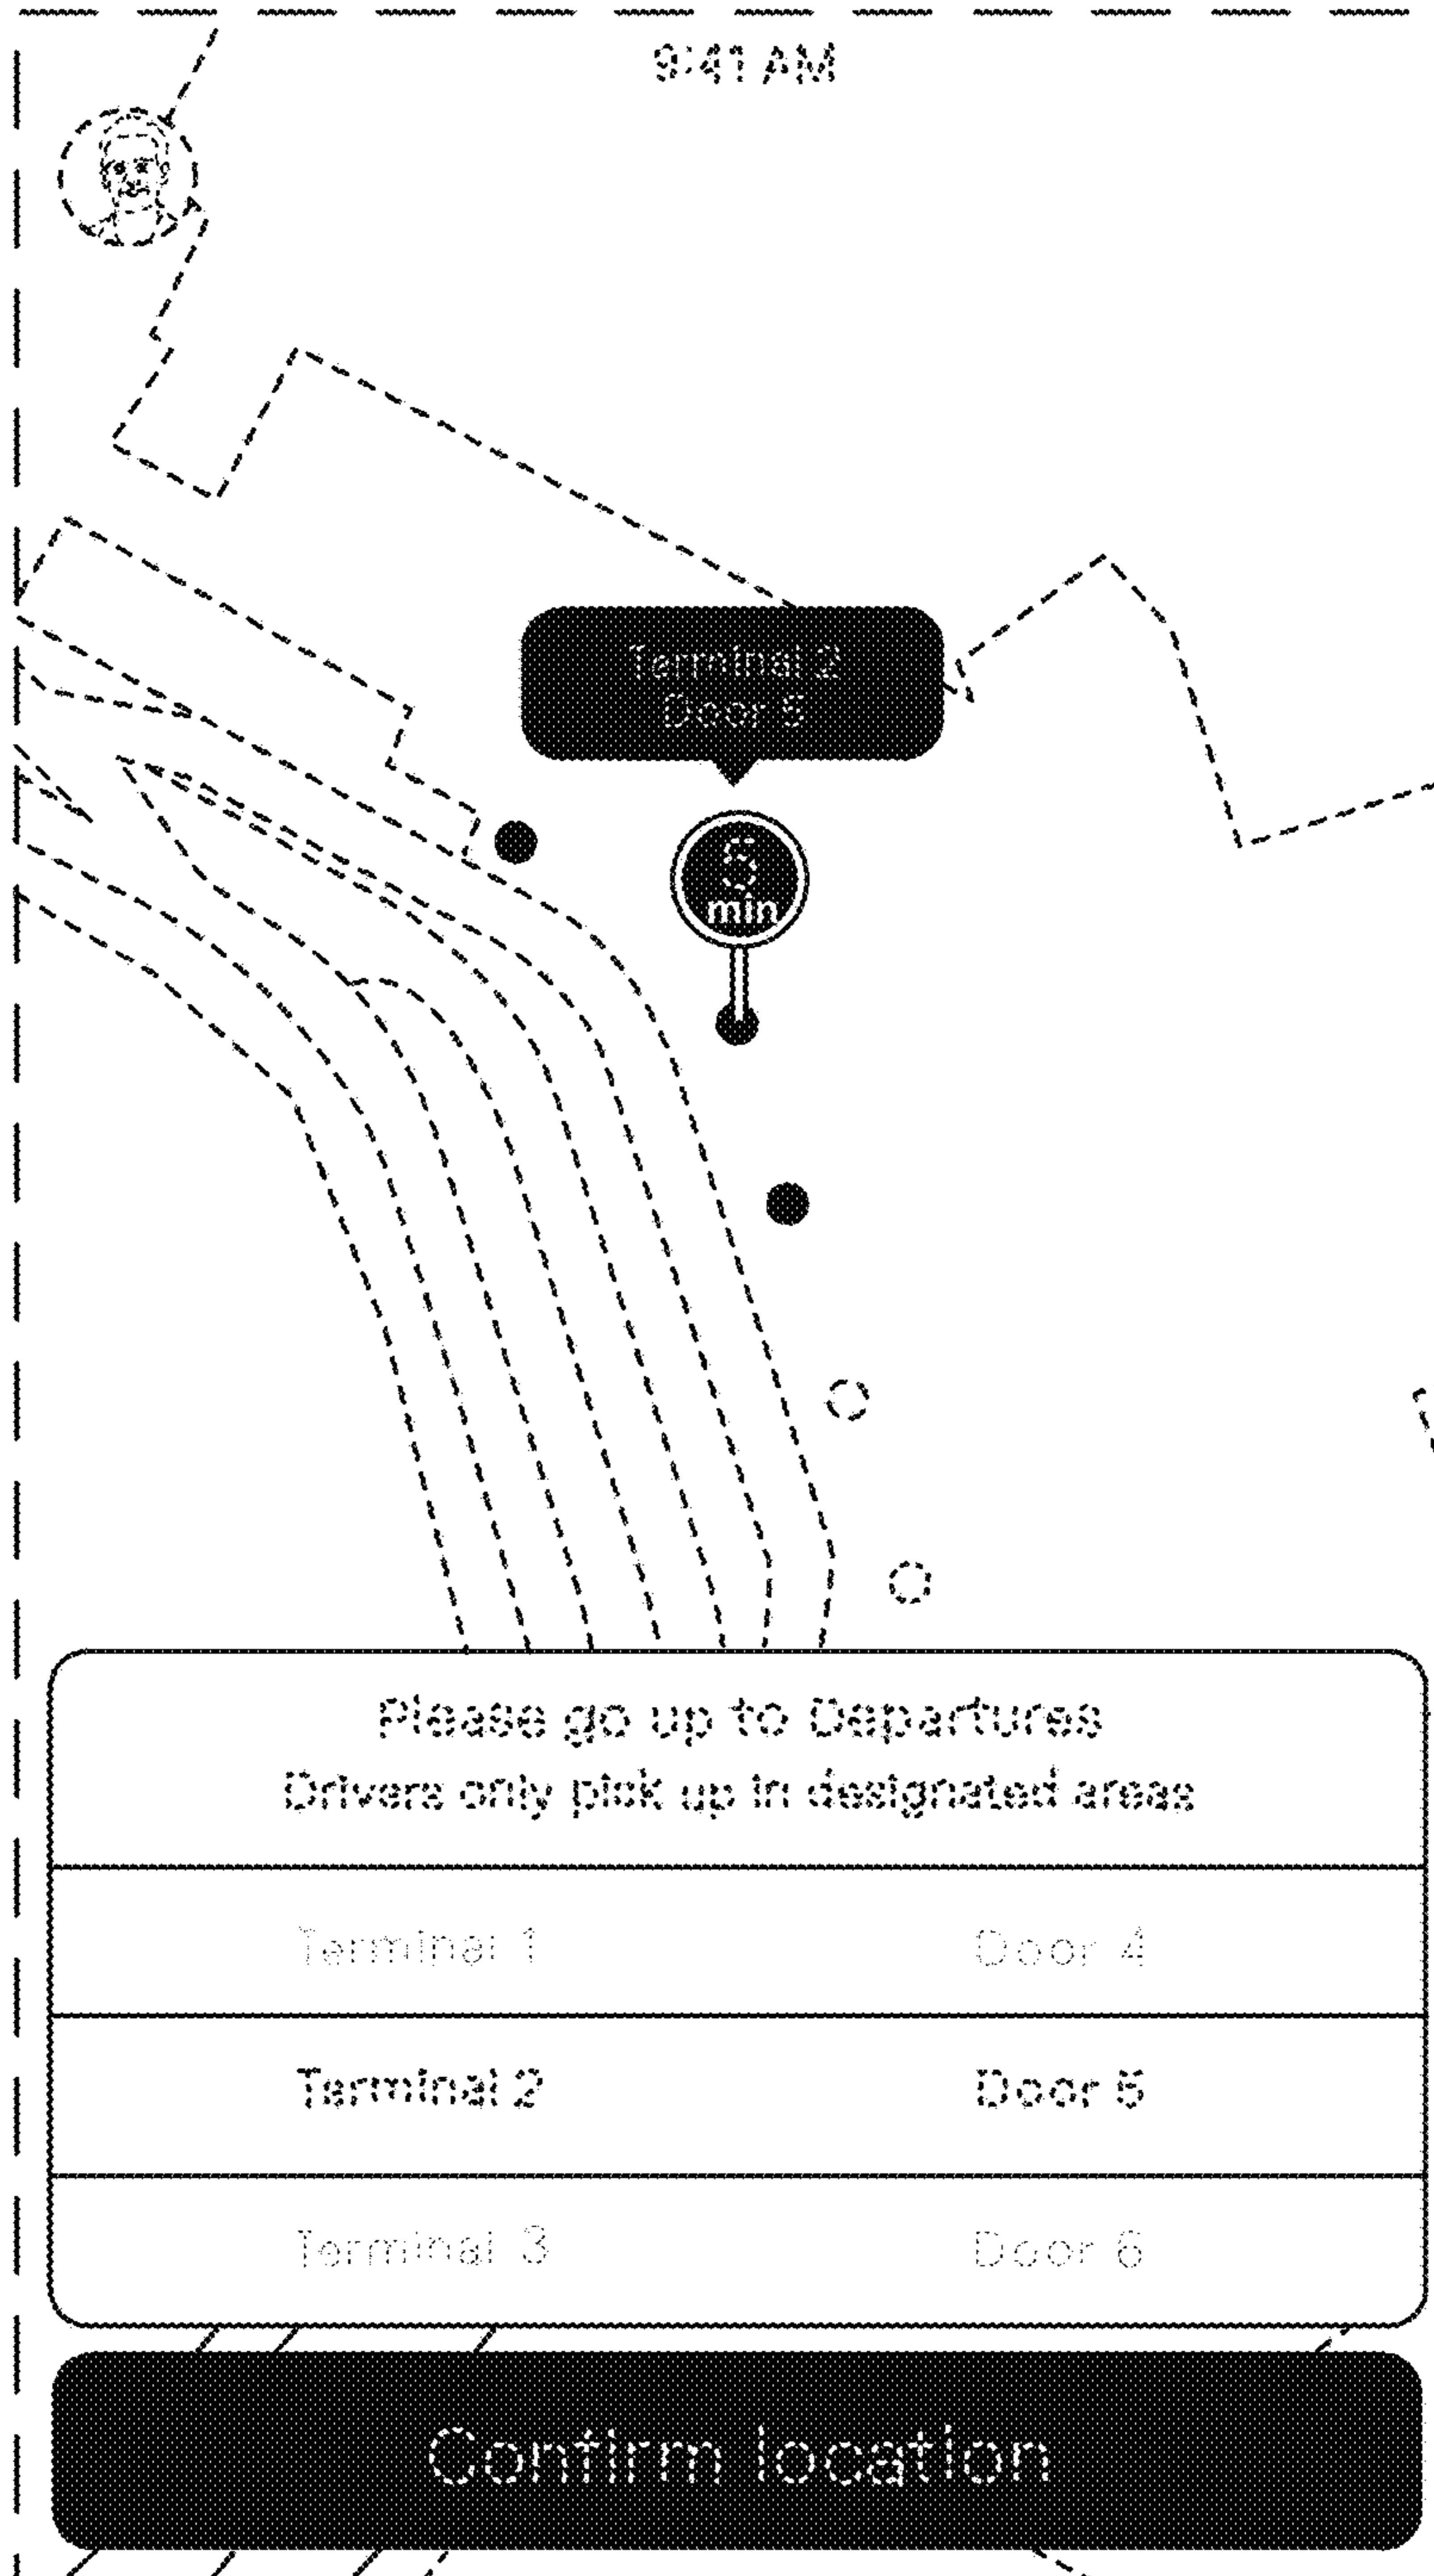 9:41 AM
Terminal 2
Door 5
min
Please go up to Departures
Drivers only pick up in designated areas
Terminal 1 Door 4
Terminal 2 Door 5
Terminal 3 Door 6
Confirm location